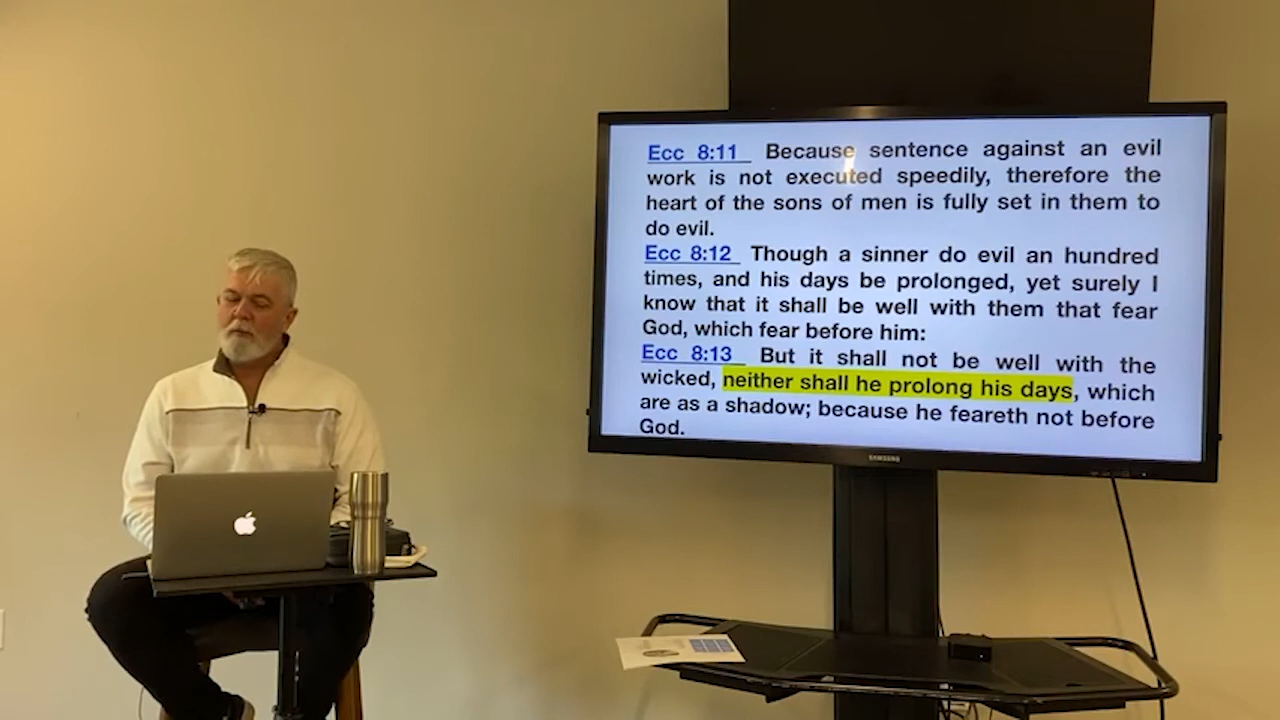 Ecc 8:11 Because sentence against an evil
work is not executed speedily, therefore the
heart of the sons of men is fully set in them to
do evil.
Ecc 8:12 Though a sinner do evil an hundred
times, and his days be prolonged, yet surely I
know that it shall be well with them that fear
God, which fear before him:
Ecc 8:13 But it shall not be well with the
wicked, neither shall he prolong his days, which
are as a shadow; because he feareth not before
God.
SAMSUNG